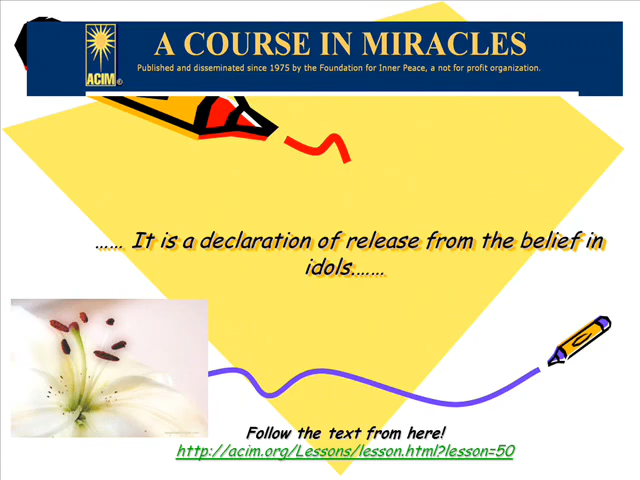 A COURSE IN MIRACLES
Published and disseminated since 1975 by the Foundation for Inner Peace, a not for profit organization.
ACIM®
...... It is a declaration of release from the belief in
idols.......
Follow the text from here!
http://acim.org/Lessons/lesson.html?lesson=50